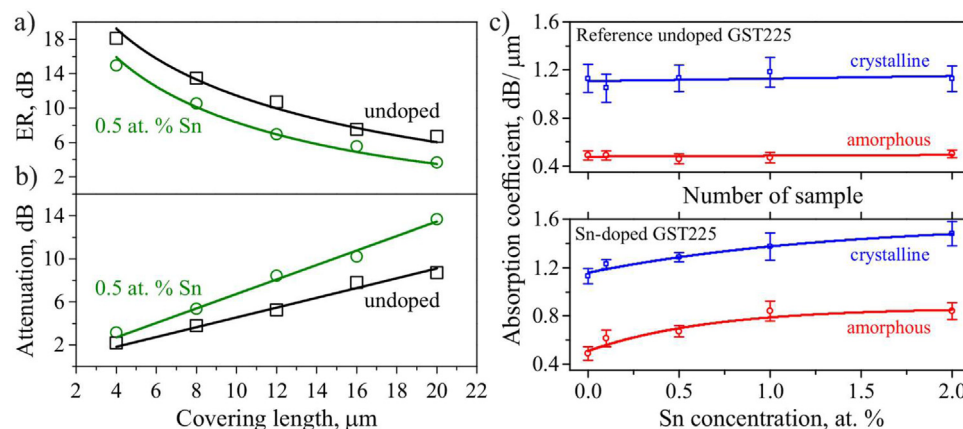 a)
18
14
10
6
2
ER, dB
undoped
0.5 at. % Sn
b)
14
10
6
2
Attenuation, dB
0.5 at. % Sn
undoped
2 4 6 8 10 12 14 16 18 20 22
Covering length, μm
c)
1.6
1.2
0.8
0.4
Reference undoped GST225
crystalline
amorphous
Number of sample
Absorption coefficient, dB/ μm
1.6
1.2
0.8
0.4
Sn-doped GST225
crystalline
amorphous
0.0 0.5 1.0 1.5 2.0
Sn concentration, at. %